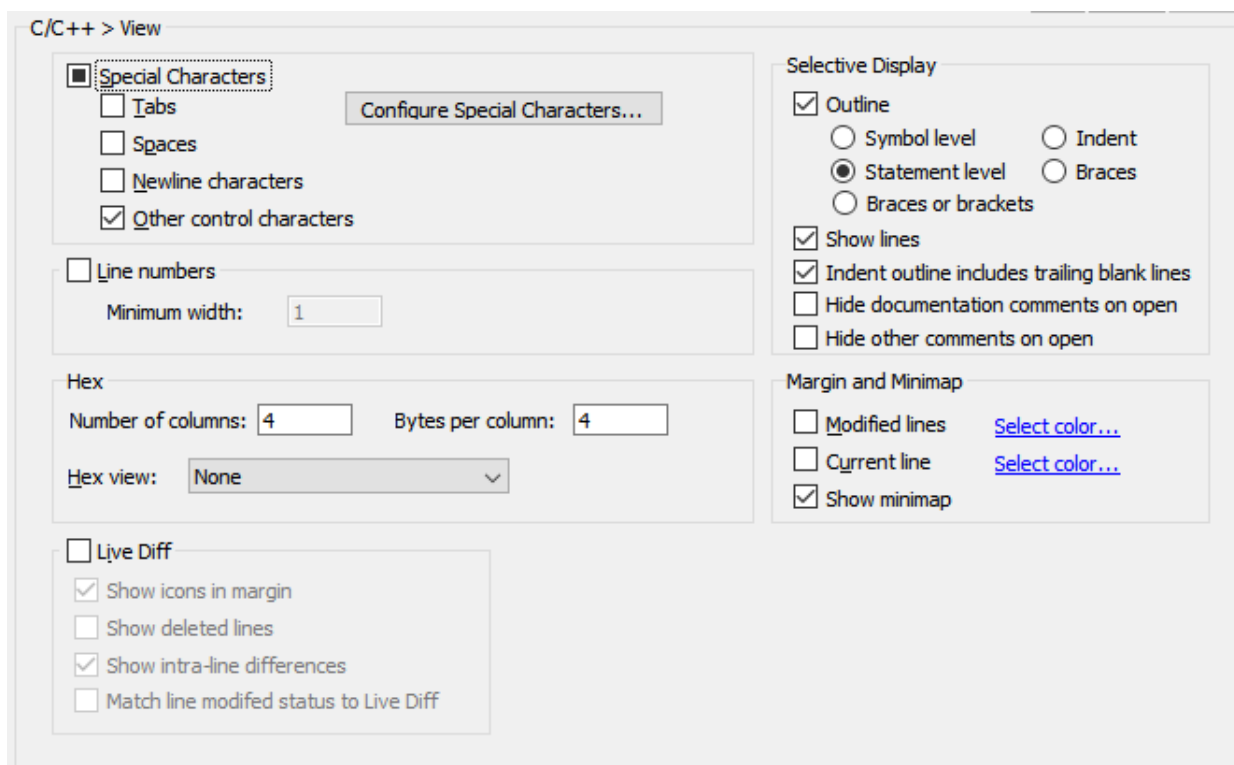 C/C++ > View
Special Characters
Tabs
Configure Special Characters...
Spaces
Newline characters
Other control characters
Line numbers
Minimum width: 1
Hex
Number of columns: 4 Bytes per column: 4
Hex view: None
Live Diff
Show icons in margin
Show deleted lines
Show intra-line differences
Match line modifed status to Live Diff
Selective Display
Outline
Symbol level Indent
Statement level Braces
Braces or brackets
Show lines
Indent outline includes trailing blank lines
Hide documentation comments on open
Hide other comments on open
Margin and Minimap
Modified lines Select color...
Current line Select color...
Show minimap